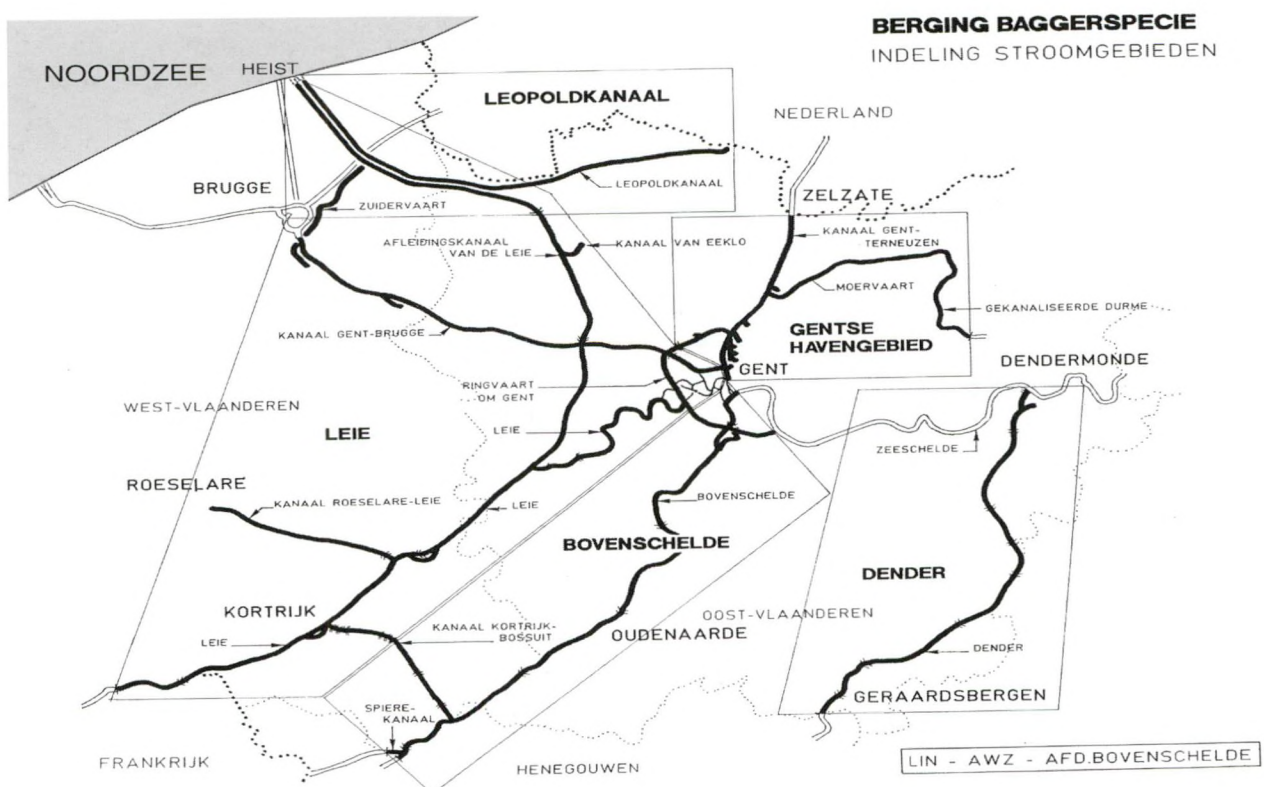 BERGING BAGGERSPECIE
INDELING STROOMGEBIEDEN
NOORDZEE
HEIST
LEOPOLDKANAAL
NEDERLAND
BRUGGE
LEOPOLDKANAAL
ZELZATE
ZUIDERVAART
AFLEIDINGSKANAAL
VAN DE LEIE
KANAAL VAN EEKLO
KANAAL GENT-
TERNEUZEN
MOERVAART
GEKANALISEERDE DURME
KANAAL GENT-BRUGGE
GENTSE
HAVENGEBIED
GENT
DENDERMONDE
RINGVAART
OM GENT
WEST-VLAANDEREN
LEIE
LEIE
ZEESCHELDE
ROESELARE
KANAAL ROESELARE-LEIE
LEIE
BOVENSCHELDE
BOVENSCHELDE
DENDER
KORTRIJK
KANAAL KORTRIJK-
BOSSUIT
OOST-VLAANDEREN
OUDENAARDE
LEIE
DENDER
GERAARDSBERGEN
SPIERE-
KANAAL
FRANKRIJK
HENEGOUWEN
LIN - AWZ - AFD.BOVENSCHELDE